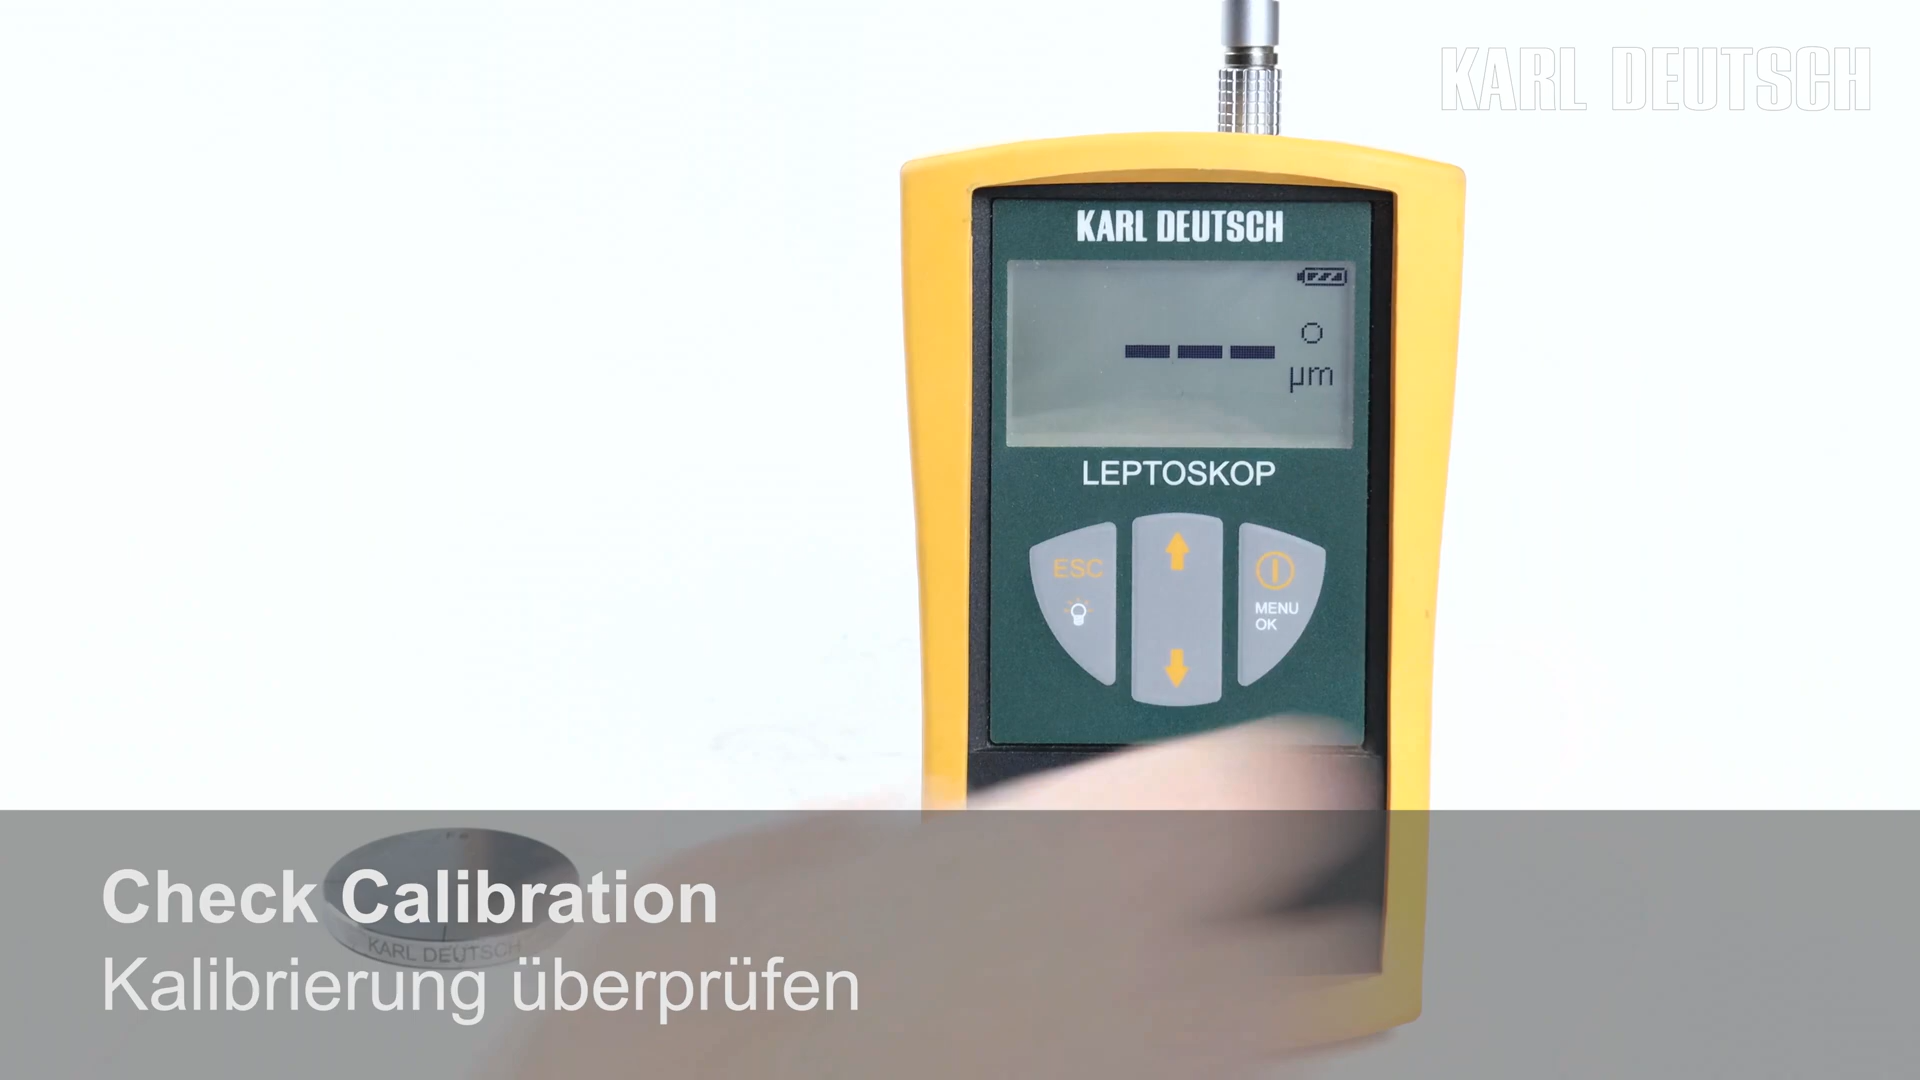 KARL DEUTSCH
KARL DEUTSCH
µm
LEPTOSKOP
ESC
MENU
OK
Check Calibration
KARL DEUTSCH
Kalibrierung überprüfen